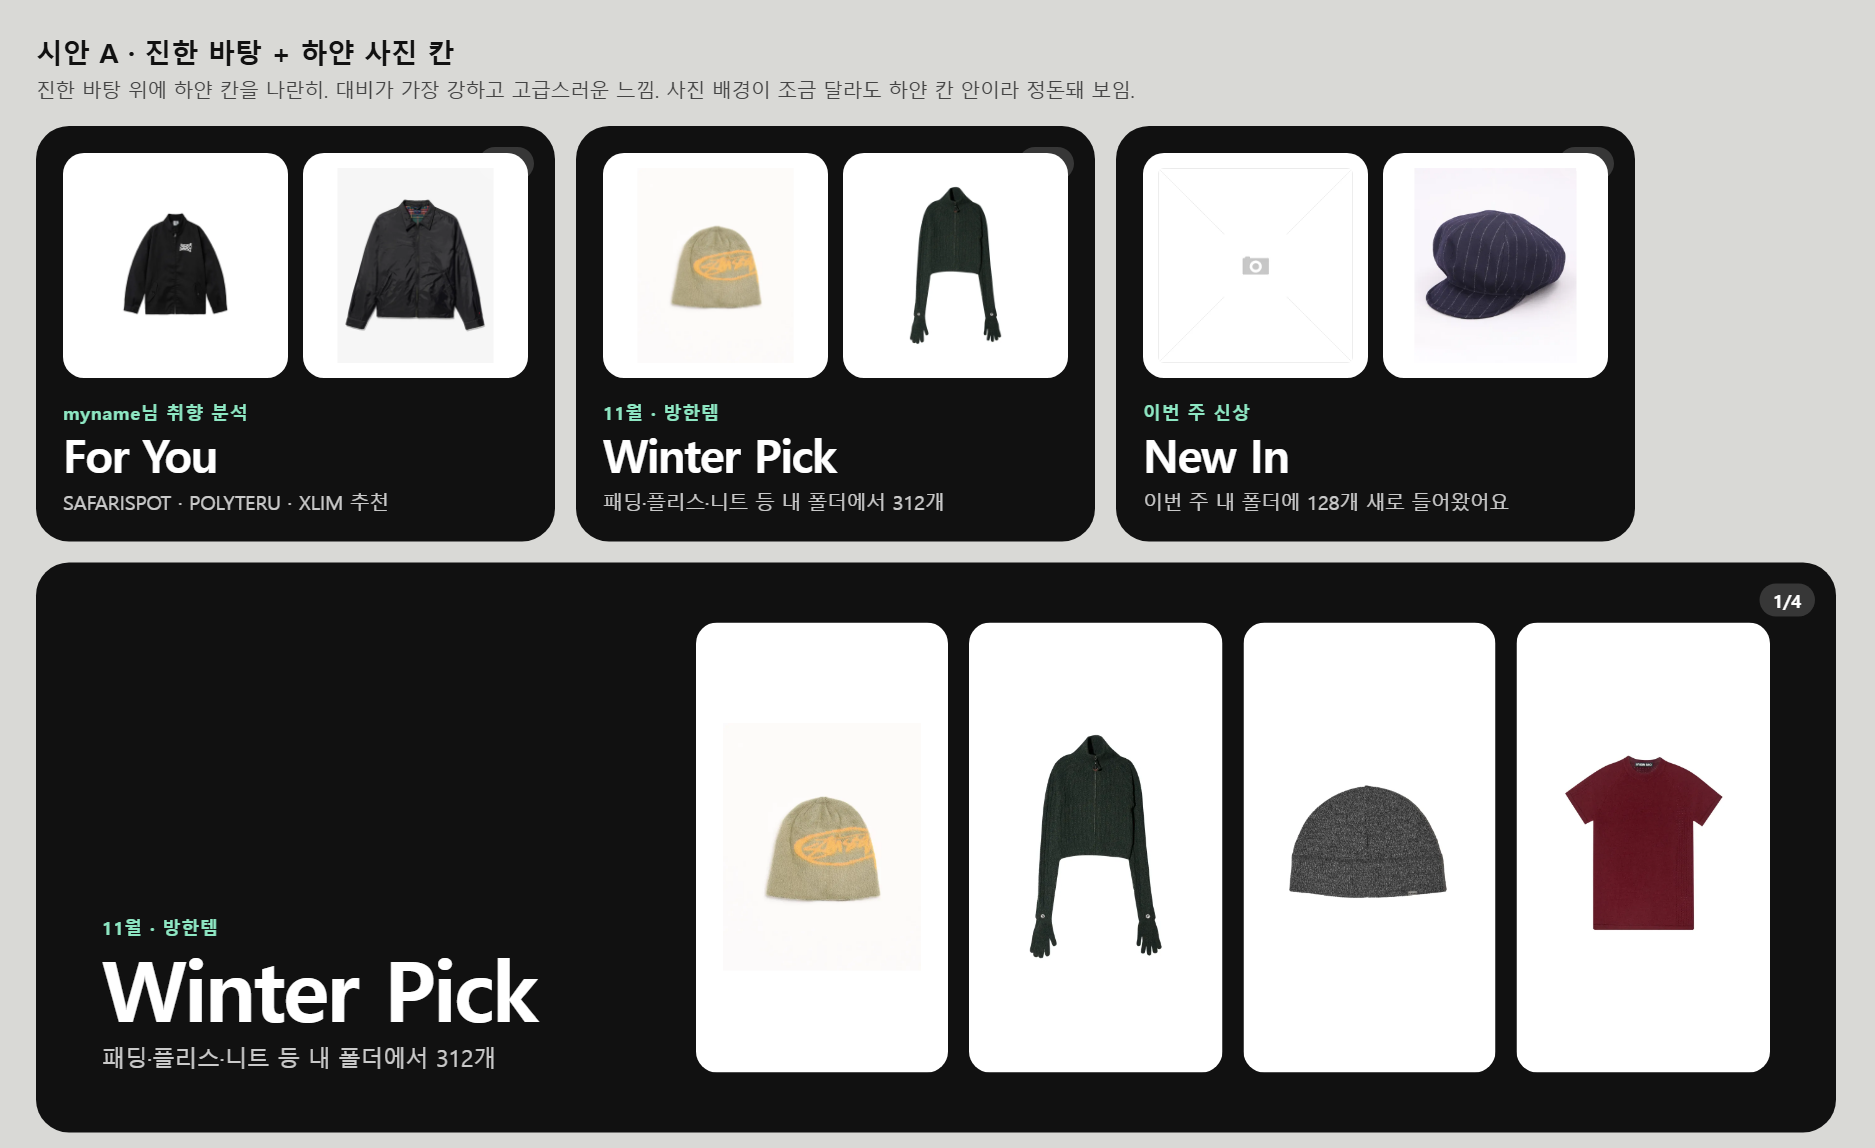 시안 A · 진한 바탕 + 하얀 사진 칸
진한 바탕 위에 하얀 칸을 나란히. 대비가 가장 강하고 고급스러운 느낌. 사진 배경이 조금 달라도 하얀 칸 안이라 정돈돼 보임.
myname님 취향 분석
For You
SAFARISPOT · POLYTERU · XLIM 추천
11월 · 방한템
Winter Pick
패딩·플리스·니트 등 내 폴더에서 312개
이번 주 신상
New In
이번 주 내 폴더에 128개 새로 들어왔어요
1/4
11월 · 방한템
Winter Pick
패딩·플리스·니트 등 내 폴더에서 312개